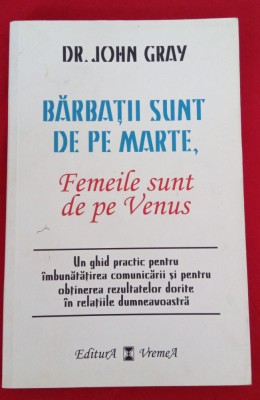 DR. JOHN GRAY
BĂRBAȚII SUNT
DE PE MARTE,
Femeile sunt
de pe Venus
Un ghid practic pentru
îmbunătățirea comunicării și pentru
obținerea rezultatelor dorite
în relațiile dumneavoastră
EditurA VremeA